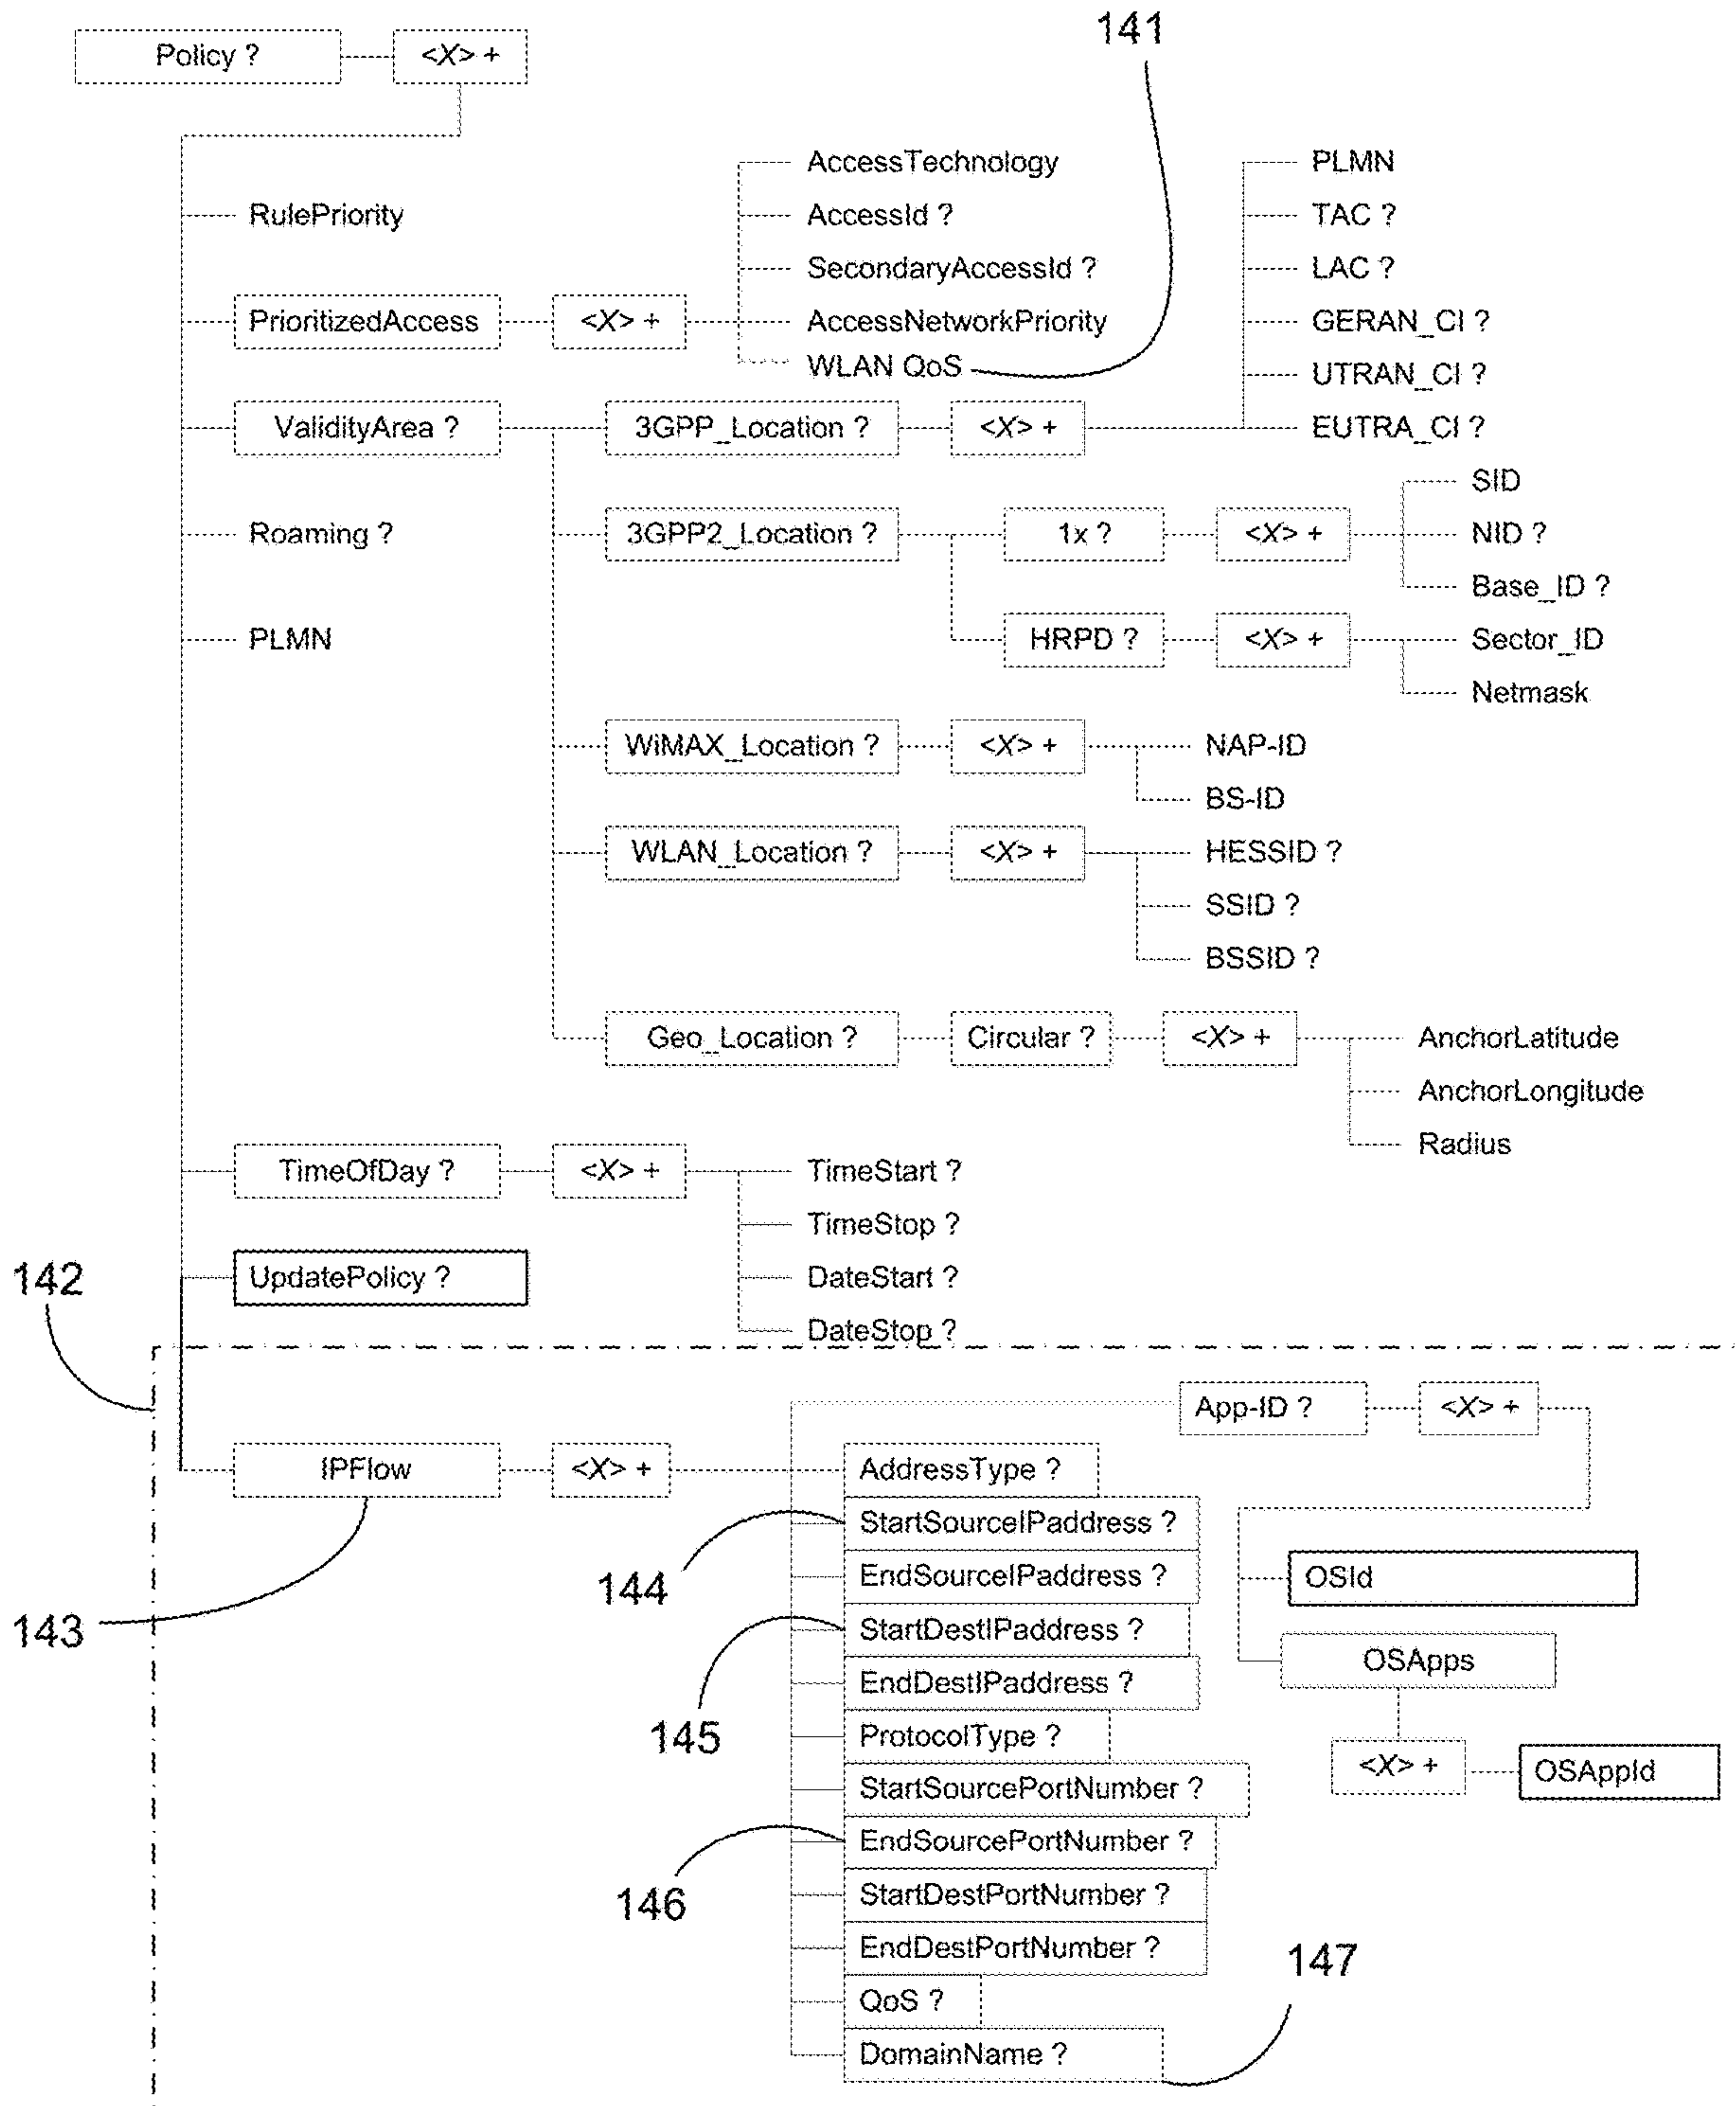 141
Policy ? <X> +
AccessTechnology PLMN
RulePriority AccessId ? TAC ?
SecondaryAccessId ? LAC ?
PrioritizedAccess <X> + AccessNetworkPriority GERAN_CI ?
WLAN QoS UTRAN_CI ?
ValidityArea ? 3GPP_Location ? <X> + EUTRA_CI ?
SID
Roaming ? 3GPP2_Location ? 1x ? <X> + NID ?
Base_ID ?
PLMN HRPD ? <X> + Sector_ID
Netmask
WiMAX_Location ? <X> + NAP-ID
BS-ID
WLAN_Location ? <X> + HESSID ?
SSID ?
BSSID ?
Geo_Location ? Circular ? <X> + AnchorLatitude
AnchorLongitude
Radius
TimeOfDay ? <X> + TimeStart ?
TimeStop ?
142 UpdatePolicy ? DateStart ?
DateStop ?
App-ID ? <X> +
IPFlow <X> + AddressType ?
StartSourceIPaddress ?
144 EndSourceIPaddress ? OSId
143 StartDestIPaddress ?
EndDestIPaddress ? OSApps
145 ProtocolType ?
StartSourcePortNumber ? <X> + OSAppId
EndSourcePortNumber ?
146 StartDestPortNumber ?
EndDestPortNumber ?
147
QoS ?
DomainName ?